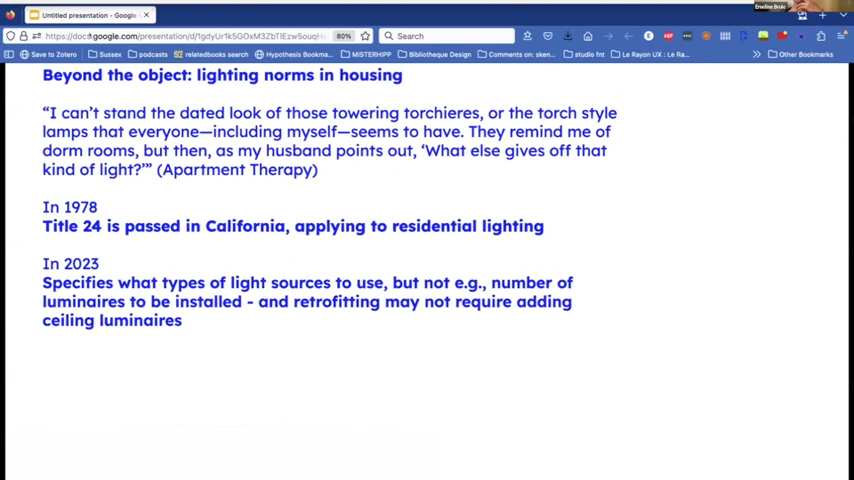 Untitled presentation - Google
Emeline Brulé
80%
Search
Save to Zotero
Sussex
podcasts
relatedbooks search
Hypothesis Bookma...
MISTERHIPP
Bibliotheque Design
Comments on: sken...
studio fnt
Le Rayon UX : Le Ra...
Other Bookmarks
Beyond the object: lighting norms in housing
“I can’t stand the dated look of those towering torchieres, or the torch style
lamps that everyone—including myself—seems to have. They remind me of
dorm rooms, but then, as my husband points out, ‘What else gives off that
kind of light?’” (Apartment Therapy)
In 1978
Title 24 is passed in California, applying to residential lighting
In 2023
Specifies what types of light sources to use, but not e.g., number of
luminaires to be installed - and retrofitting may not require adding
ceiling luminaires